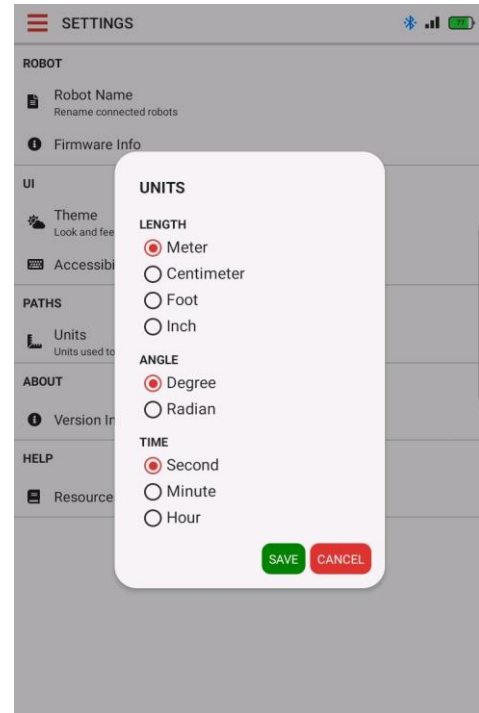 SETTINGS
77
ROBOT
Robot Name
Rename connected robots
Firmware Info
UI
Theme
Look and fee
Accessibi
PATHS
Units
Units used to
ABOUT
Version In
HELP
Resource
UNITS
LENGTH
Meter
Centimeter
Foot
Inch
ANGLE
Degree
Radian
TIME
Second
Minute
Hour
SAVE CANCEL